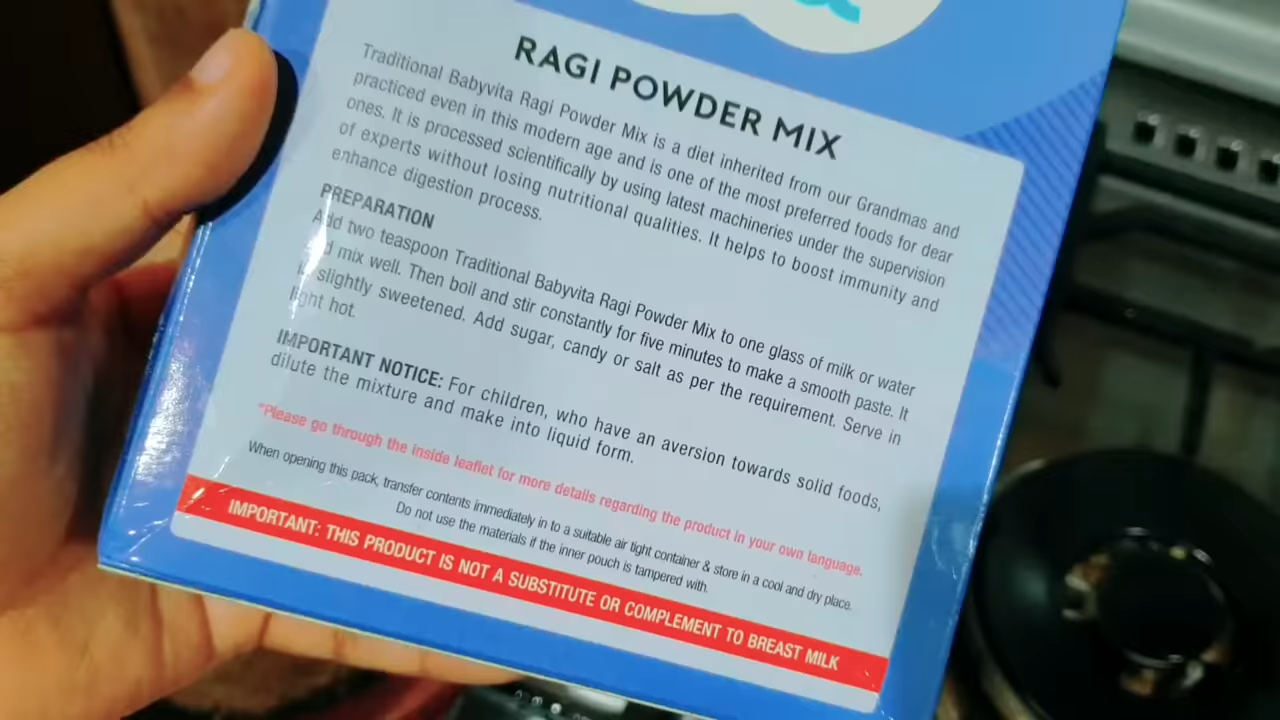 RAGI POWDER MIX
Traditional Babyvita Ragi Powder Mix is a diet inherited from our Grandmas and
practiced even in this modern age and is one of the most preferred foods for dear
ones. It is processed scientifically by using latest machineries under the supervision
of experts without losing nutritional qualities. It helps to boost immunity and
enhance digestion process.
PREPARATION
Add two teaspoon Traditional Babyvita Ragi Powder Mix to one glass of milk or water
mix well. Then boil and stir constantly for five minutes to make a smooth paste. It
slightly sweetened. Add sugar, candy or salt as per the requirement. Serve in
light hot.
IMPORTANT NOTICE: For children, who have an aversion towards solid foods,
dilute the mixture and make into liquid form.
*Please go through the inside leaflet for more details regarding the product in your own language.
When opening this pack, transfer contents immediately in to a suitable air tight container & store in a cool and dry place.
Do not use the materials if the inner pouch is tampered with.
IMPORTANT: THIS PRODUCT IS NOT A SUBSTITUTE OR COMPLEMENT TO BREAST MILK